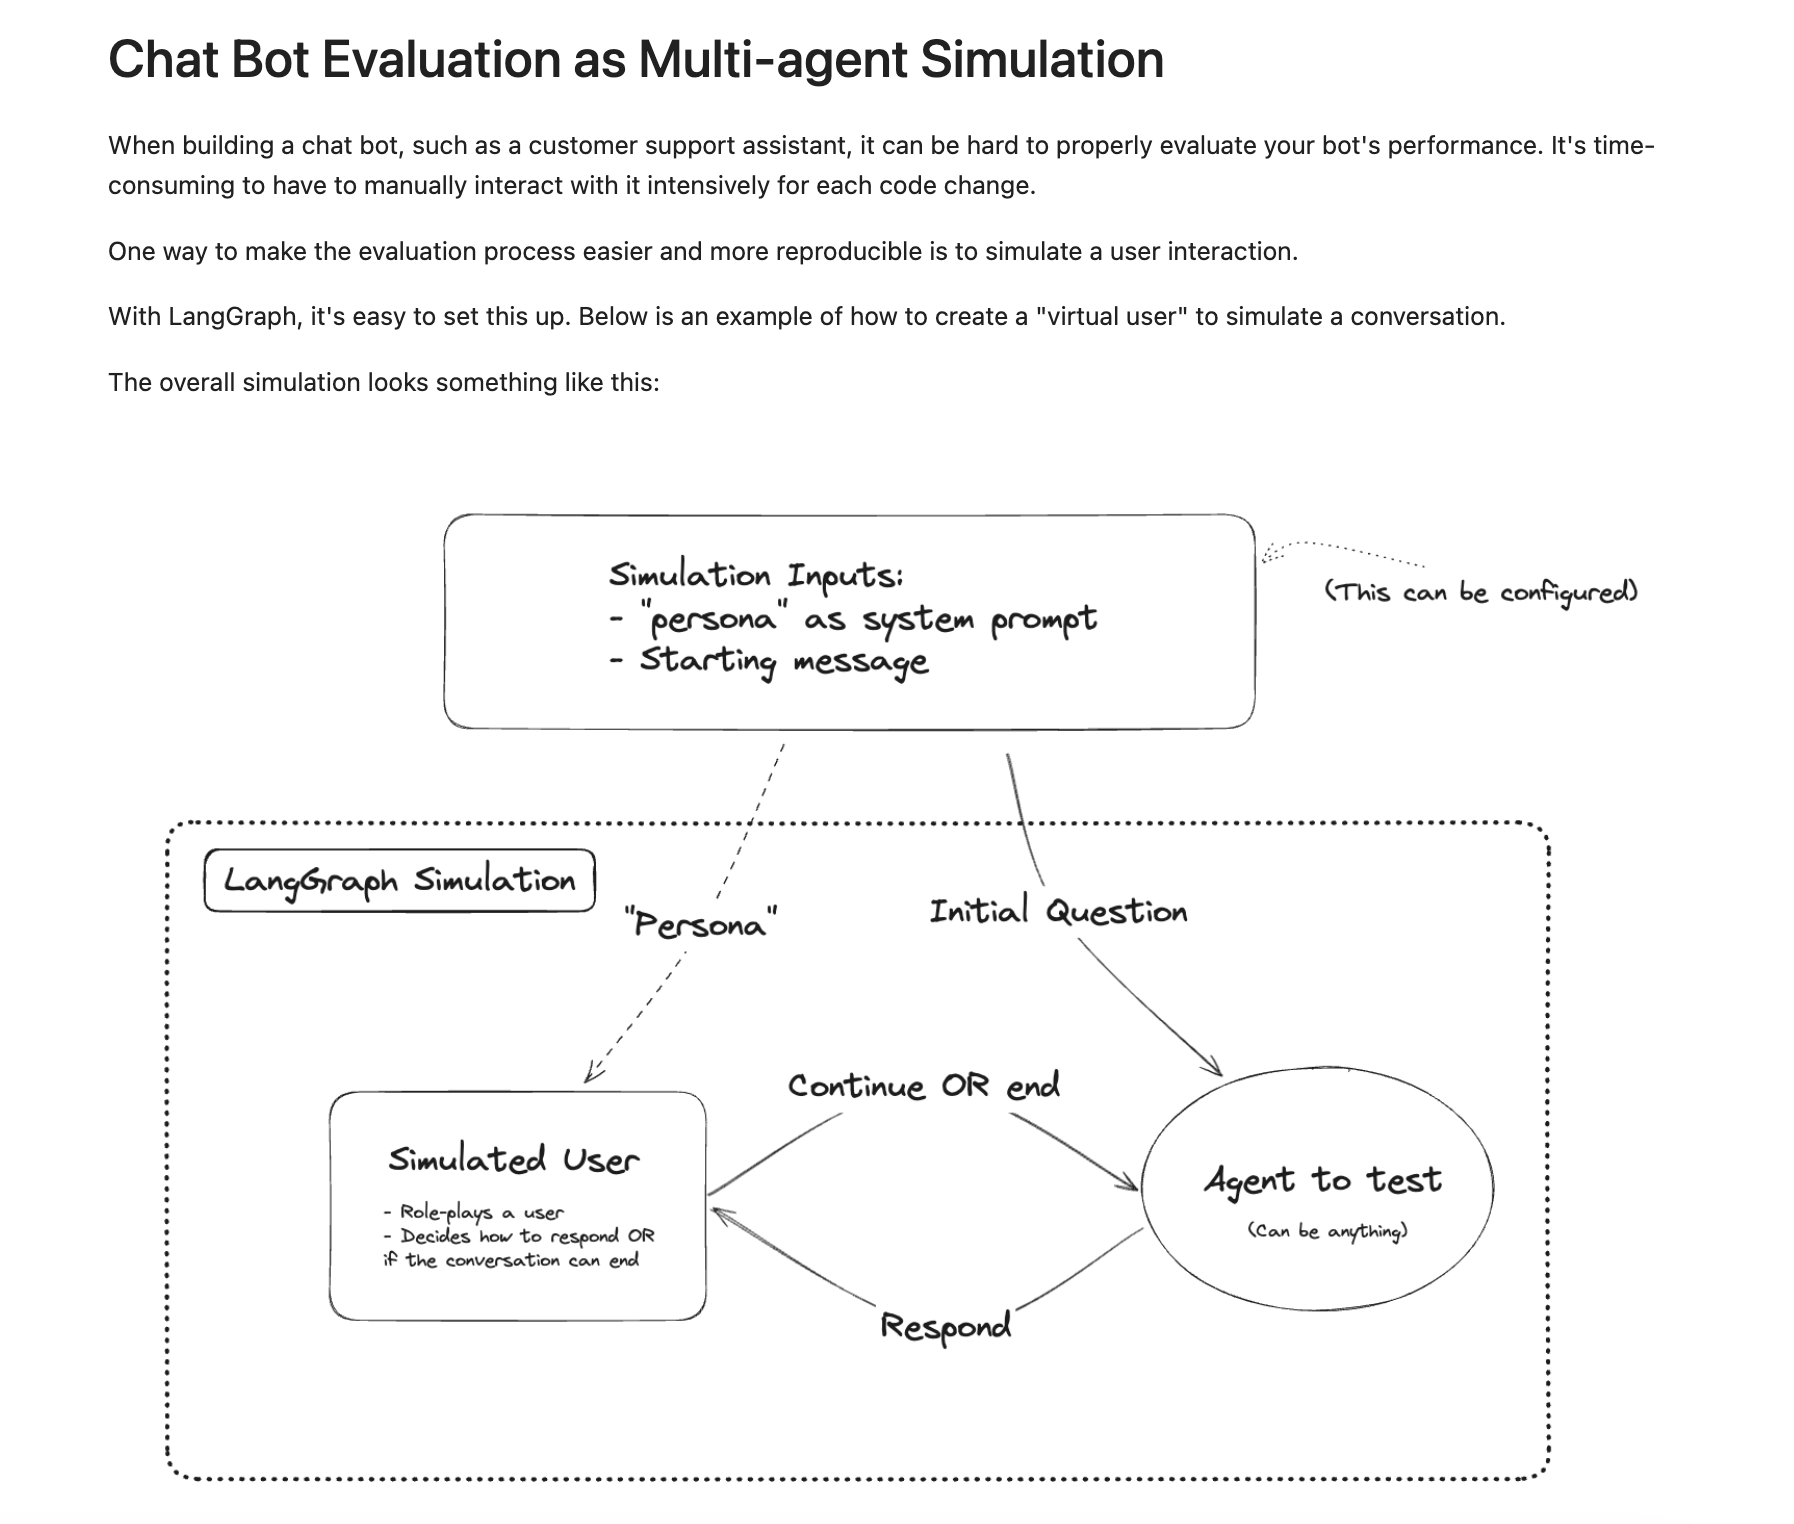 Chat Bot Evaluation as Multi-agent Simulation
When building a chat bot, such as a customer support assistant, it can be hard to properly evaluate your bot's performance. It's time-
consuming to have to manually interact with it intensively for each code change.
One way to make the evaluation process easier and more reproducible is to simulate a user interaction.
With LangGraph, it's easy to set this up. Below is an example of how to create a "virtual user" to simulate a conversation.
The overall simulation looks something like this:
Simulation Inputs:
- "persona" as system prompt
- Starting message
(This can be configured)
LangGraph Simulation
"Persona"
Initial Question
Continue OR end
Simulated User
- Role-plays a user
- Decides how to respond OR
if the conversation can end
Agent to test
(Can be anything)
Respond